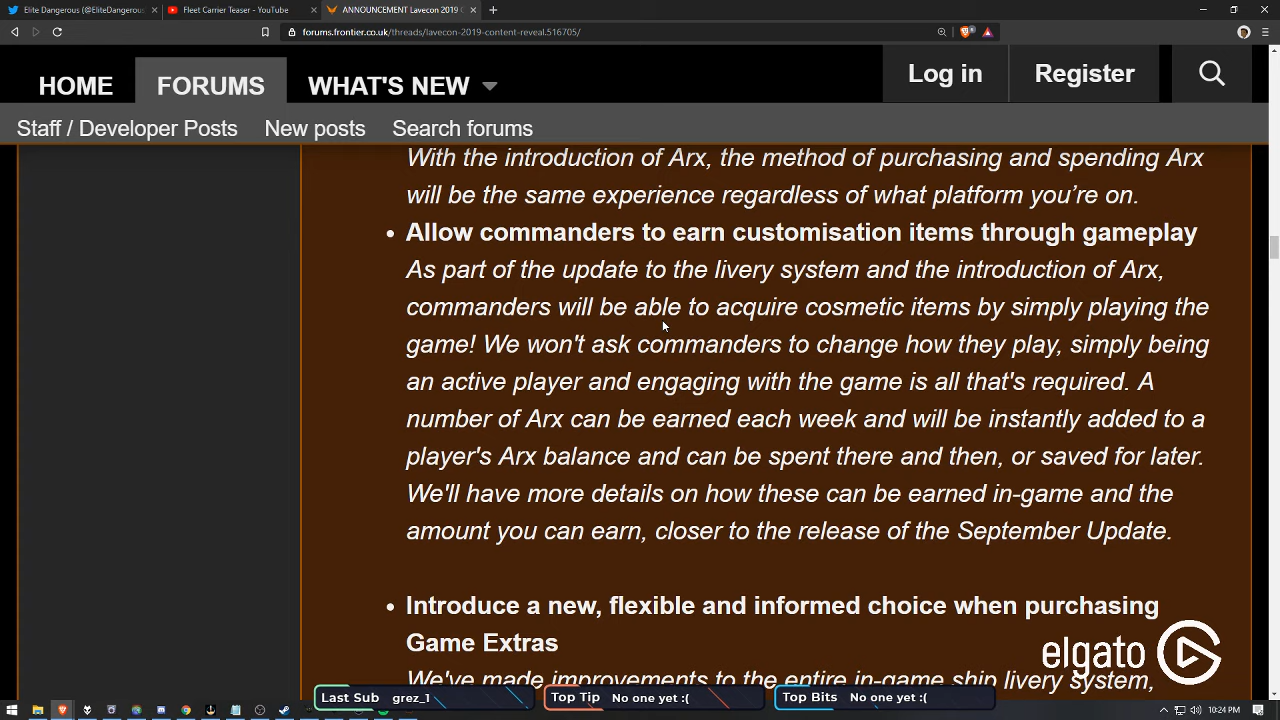 Elite Dangerous (@EliteDangerous
Fleet Carrier Teaser - YouTube
ANNOUNCEMENT Lavecon 2019
forums.frontier.co.uk/threads/lavecon-2019-content-reveal.516705/
HOME
FORUMS
WHAT'S NEW
Log in
Register
Staff / Developer Posts
New posts
Search forums
With the introduction of Arx, the method of purchasing and spending Arx
will be the same experience regardless of what platform you’re on.
• Allow commanders to earn customisation items through gameplay
As part of the update to the livery system and the introduction of Arx,
commanders will be able to acquire cosmetic items by simply playing the
game! We won't ask commanders to change how they play, simply being
an active player and engaging with the game is all that's required. A
number of Arx can be earned each week and will be instantly added to a
player's Arx balance and can be spent there and then, or saved for later.
We'll have more details on how these can be earned in-game and the
amount you can earn, closer to the release of the September Update.
• Introduce a new, flexible and informed choice when purchasing
Game Extras
We've made improvements to the entire in-game ship livery system,
elgato
Last Sub grez_1
Top Tip No one yet :(
Top Bits No one yet :(
10:24 PM